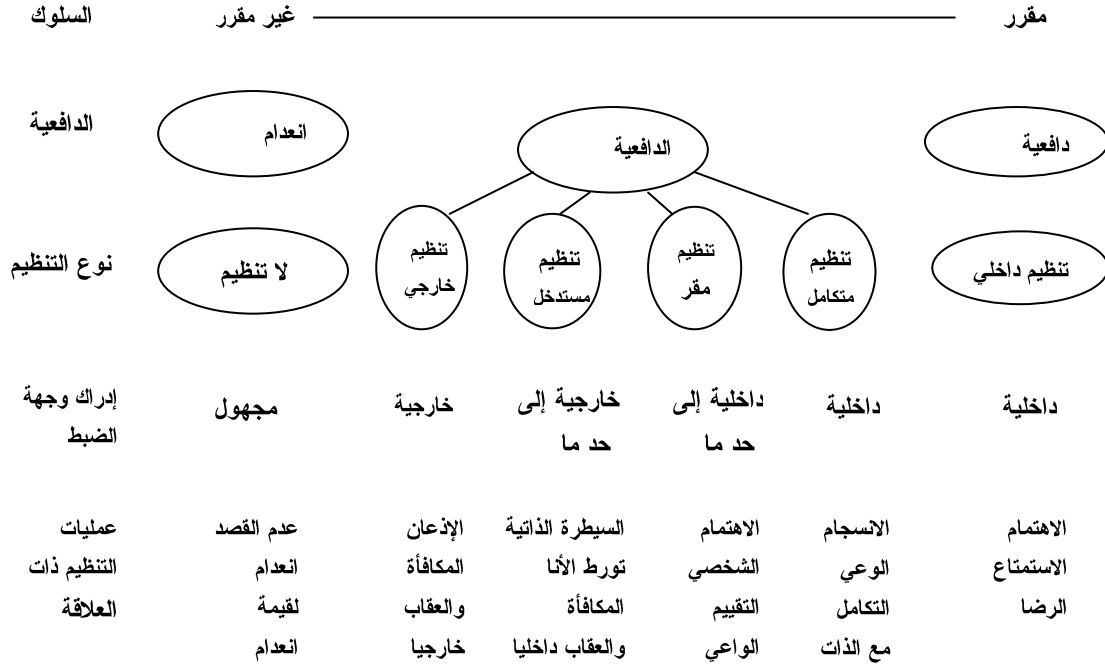 السلوك
غير مقرر
مقرر
الدافعية
انعدام
الدافعية
دافعية
نوع التنظيم
لا تنظيم
تنظيم
خارجي
تنظيم
مستدخل
تنظيم
مقر
تنظيم
متكامل
تنظيم داخلي
إدراك وجهة
الضبط
مجهول
خارجية
خارجية إلى
حد ما
داخلية إلى
حد ما
داخلية
داخلية
عمليات
التنظيم ذات
العلاقة
عدم القصد
انعدام
لقيمة
انعدام
الإذعان
المكافأة
والعقاب
خارجيا
السيطرة الذاتية
تورط الأنا
المكافأة
والعقاب داخليا
الاهتمام
الشخصي
التقييم
الواعي
الانسجام
الوعي
التكامل
مع الذات
الاهتمام
الاستمتاع
الرضا